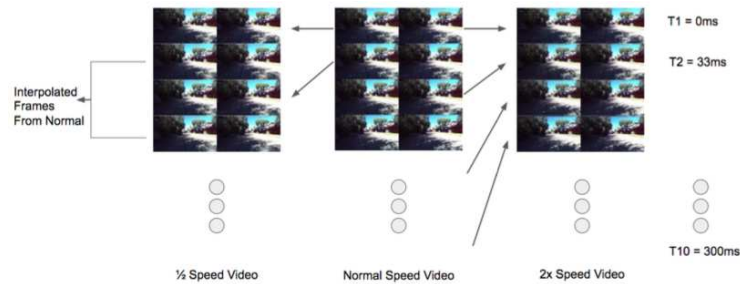 T1 = 0ms
T2 = 33ms
Interpolated
Frames
From Normal
T10 = 300ms
½ Speed Video
Normal Speed Video
2x Speed Video